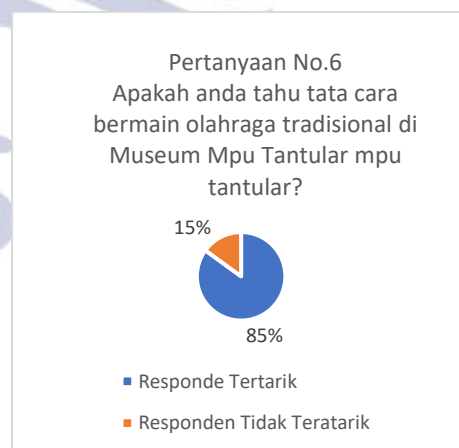 Pertanyaan No.6
Apakah anda tahu tata cara
bermain olahraga tradisional di
Museum Mpu Tantular mpu
tantular?
15%
85%
Responde Tertarik
Responden Tidak Teratarik